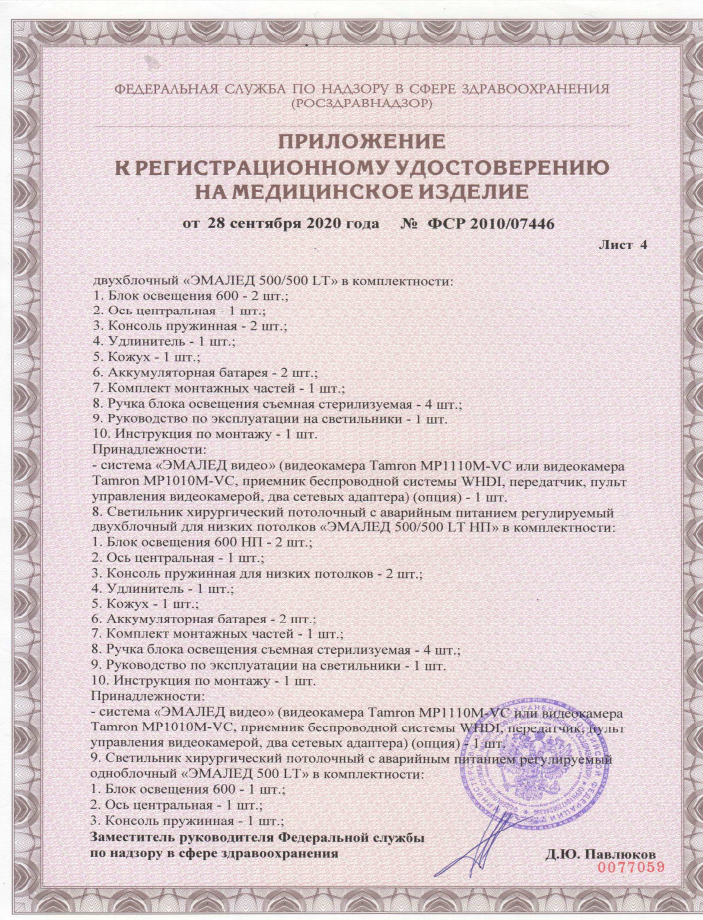 ФЕДЕРАЛЬНАЯ СЛУЖБА ПО НАДЗОРУ В СФЕРЕ ЗДРАВООХРАНЕНИЯ
(РОСЗДРАВНАДЗОР)
ПРИЛОЖЕНИЕ
К РЕГИСТРАЦИОННОМУ УДОСТОВЕРЕНИЮ
НА МЕДИЦИНСКОЕ ИЗДЕЛИЕ
от 28 сентября 2020 года № ФСР 2010/07446
Лист 4
двухблочный «ЭМАЛЕД 500/500 LT» в комплектности:
1. Блок освещения 600 - 2 шт.;
2. Ось центральная - 1 шт.;
3. Консоль пружинная - 2 шт.;
4. Удлинитель - 1 шт.;
5. Кожух - 1 шт.;
6. Аккумуляторная батарея - 2 шт.;
7. Комплект монтажных частей - 1 шт.;
8. Ручка блока освещения съемная стерилизуемая - 4 шт.;
9. Руководство по эксплуатации на светильники - 1 шт.
10. Инструкция по монтажу - 1 шт.
Принадлежности:
- система «ЭМАЛЕД видео» (видеокамера Tamron MP1110M-VC или видеокамера
Tamron MP1010M-VC, приемник беспроводной системы WHDI, передатчик, пульт
управления видеокамерой, два сетевых адаптера) (опция) - 1 шт.
8. Светильник хирургический потолочный с аварийным питанием регулируемый
двухблочный для низких потолков «ЭМАЛЕД 500/500 LT НП» в комплектности:
1. Блок освещения 600 НП - 2 шт.;
2. Ось центральная - 1 шт.;
3. Консоль пружинная для низких потолков - 2 шт.;
4. Удлинитель - 1 шт.;
5. Кожух - 1 шт.;
6. Аккумуляторная батарея - 2 шт.;
7. Комплект монтажных частей - 1 шт.;
8. Ручка блока освещения съемная стерилизуемая - 4 шт.;
9. Руководство по эксплуатации на светильники - 1 шт.
10. Инструкция по монтажу - 1 шт.
Принадлежности:
- система «ЭМАЛЕД видео» (видеокамера Tamron MP1110M-VC или видеокамера
Tamron MP1010M-VC, приемник беспроводной системы WHDI, передатчик, пульт
управления видеокамерой, два сетевых адаптера) (опция) - 1 шт.
9. Светильник хирургический потолочный с аварийным питанием регулируемый
одноблочный «ЭМАЛЕД 500 LT» в комплектности:
1. Блок освещения 600 - 1 шт.;
2. Ось центральная - 1 шт.;
3. Консоль пружинная - 1 шт.;
Заместитель руководителя Федеральной службы
по надзору в сфере здравоохранения
Д.Ю. Павлюков
0077059